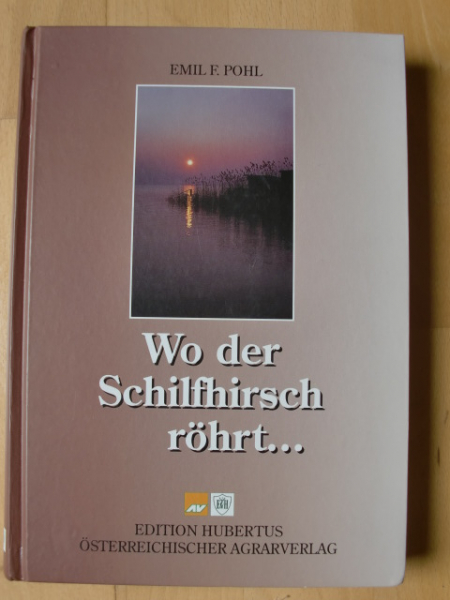 EMIL F. POHL
Wo der
Schilfhirsch
röhrt...
AV
EDITION HUBERTUS
ÖSTERREICHISCHER AGRARVERLAG